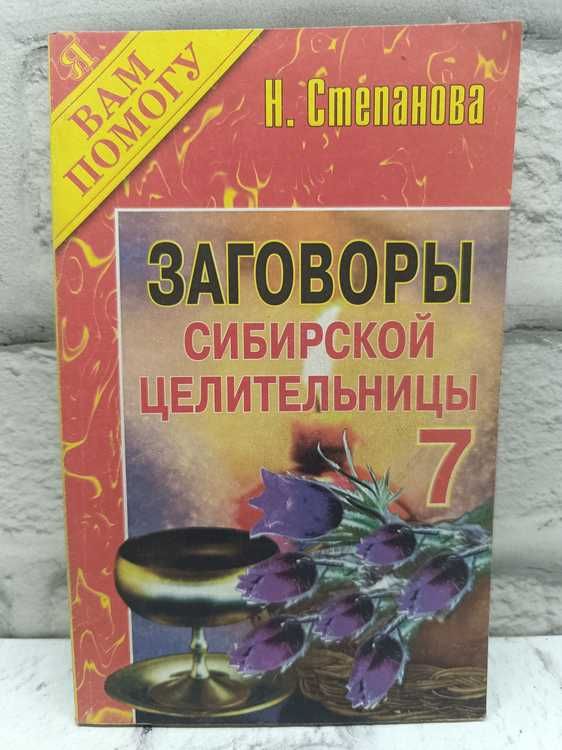 Я
ВАМ
ПОМОГУ
Н. Степанова
ЗАГОВОРЫ
СИБИРСКОЙ
ЦЕЛИТЕЛЬНИЦЫ
7